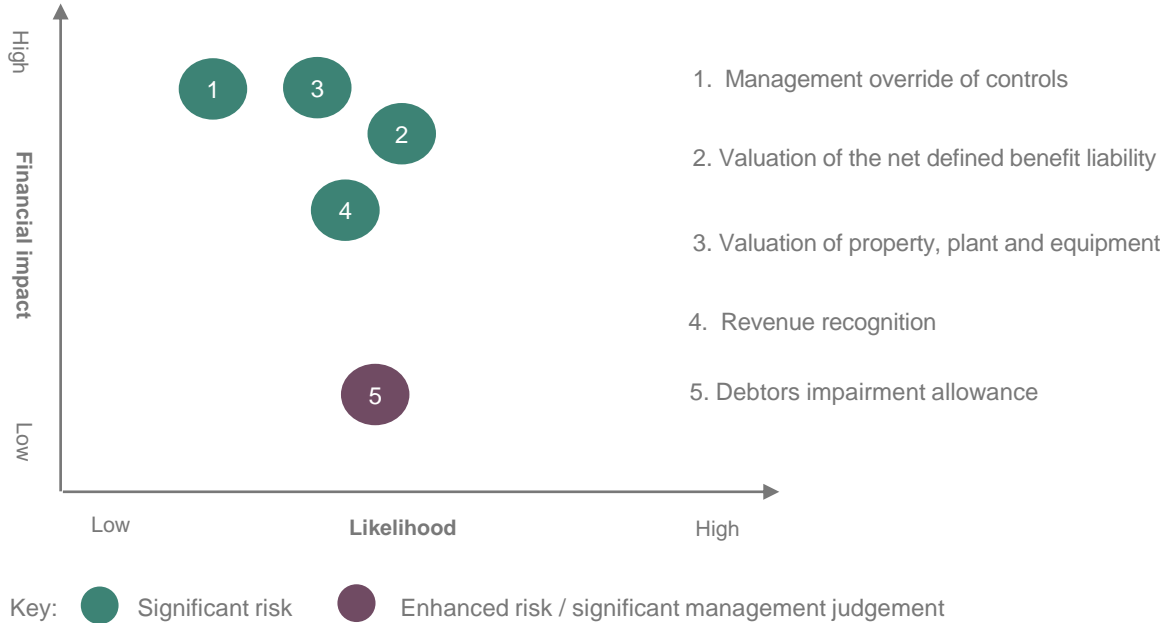 High
Financial impact
Low
1
3
2
4
5
1. Management override of controls
2. Valuation of the net defined benefit liability
3. Valuation of property, plant and equipment
4. Revenue recognition
5. Debtors impairment allowance
Low
Likelihood
High
Key:
Significant risk
Enhanced risk / significant management judgement